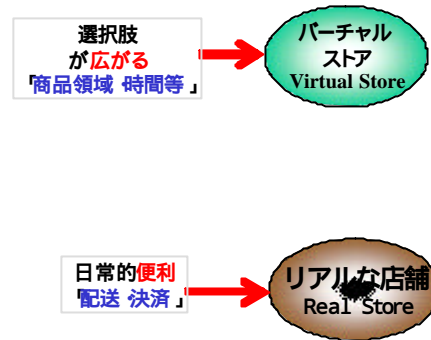 選択肢
が広がる
「商品領域・時間等」
バーチャル
ストア
Virtual Store
日常的便利
「配送・決済」
リアルな店舗
Real Store